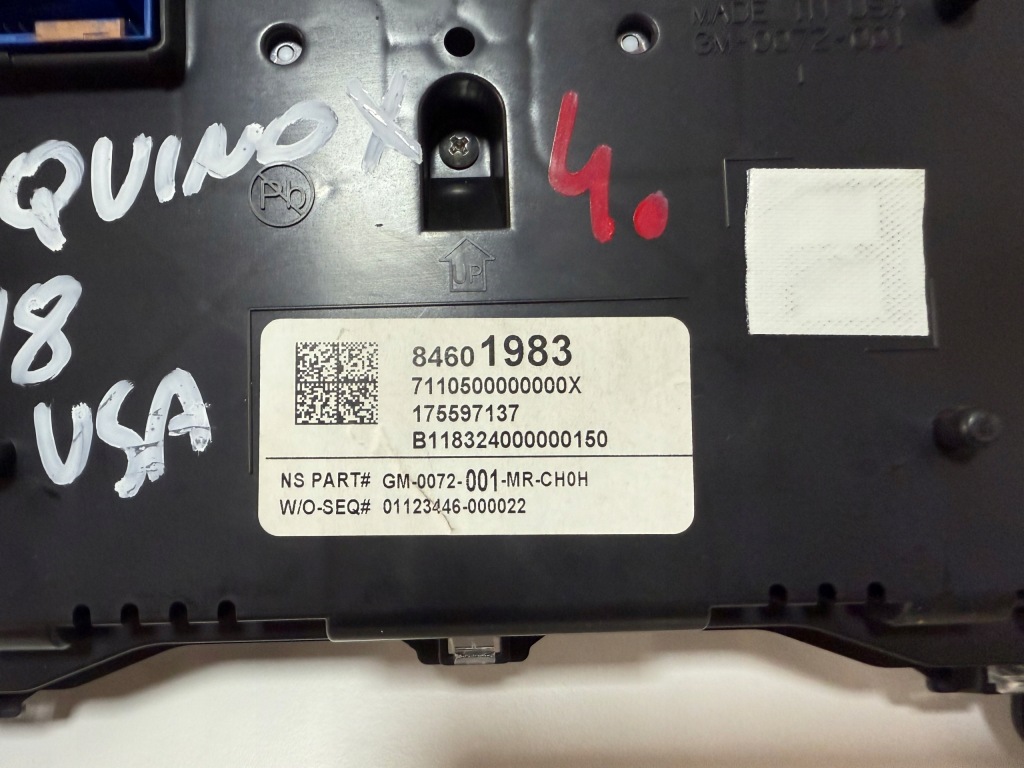 MADE IN USA
GM-0072-001
QUINOX
4.
Pb
UP
18
USA
84601983
7110500000000X
175597137
B118324000000150
NS PART# GM-0072-001-MR-CH0H
W/O-SEQ# 01123446-000022